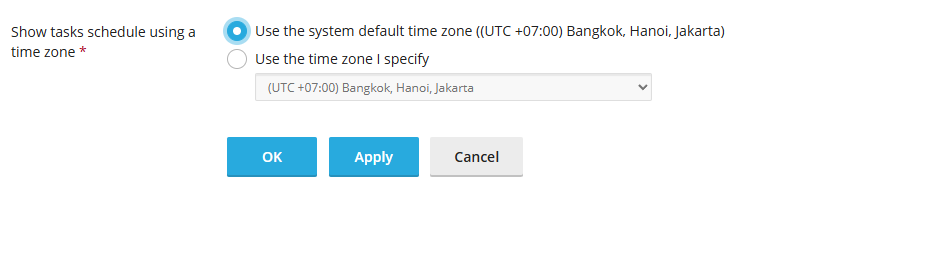 Show tasks schedule using a
time zone *
Use the system default time zone ((UTC +07:00) Bangkok, Hanoi, Jakarta)
Use the time zone I specify
(UTC +07:00) Bangkok, Hanoi, Jakarta
OK
Apply
Cancel